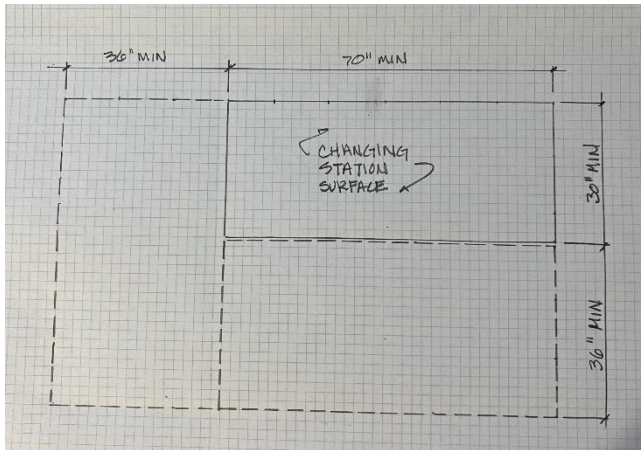 36" MIN
70" MIN
CHANGING
STATION
SURFACE
30" MIN
36" MIN